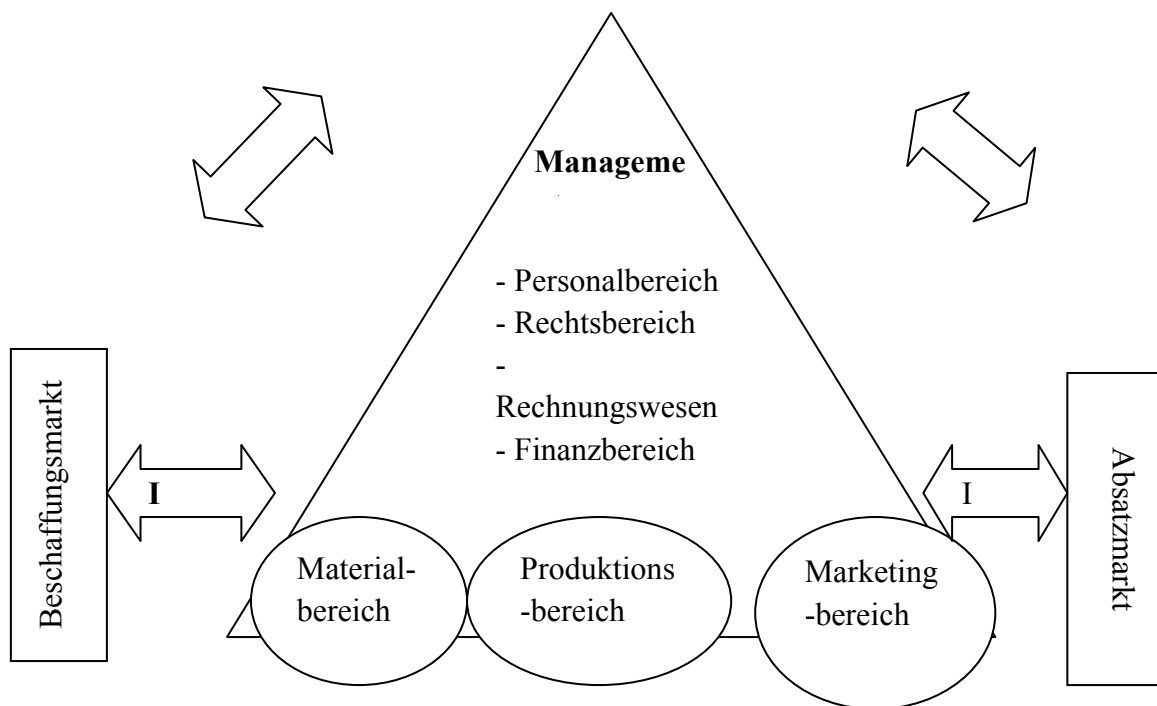 Manageme
- Personalbereich
- Rechtsbereich
-
Rechnungswesen
- Finanzbereich
Beschaffungsmarkt
I
I
Absatzmarkt
Material-
bereich
Produktions
-bereich
Marketing
-bereich